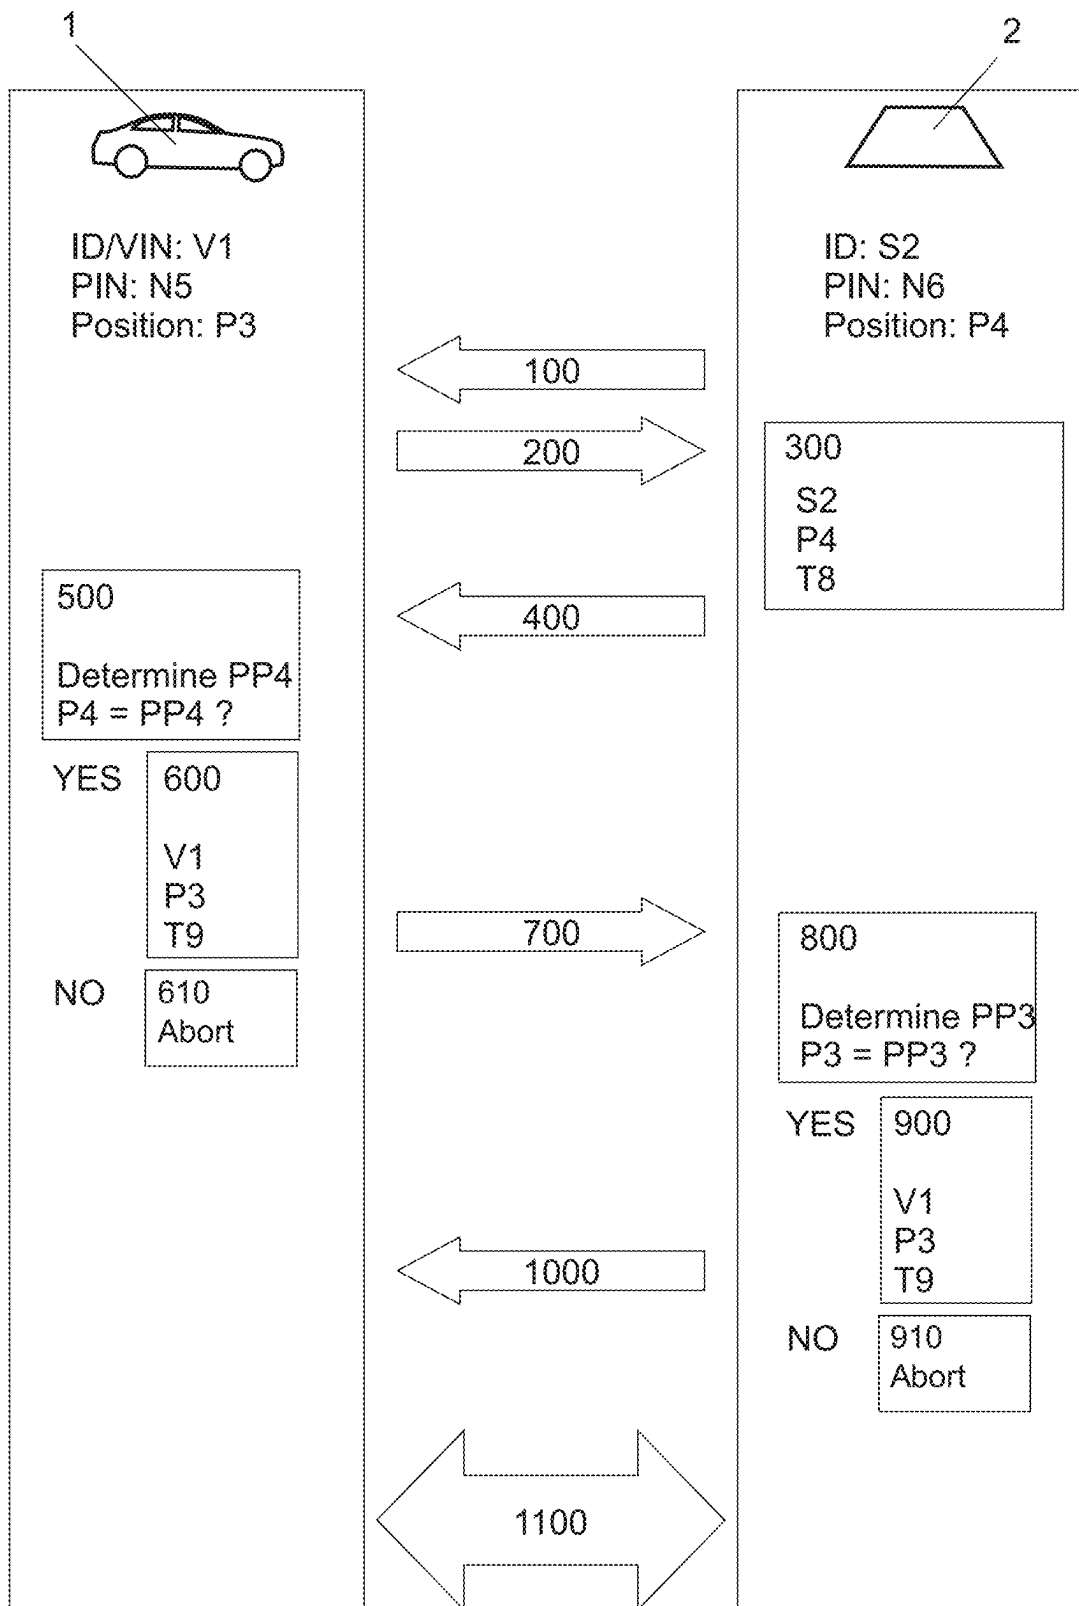 1
2
ID/VIN: V1
PIN: N5
Position: P3
ID: S2
PIN: N6
Position: P4
100
200
300
S2
P4
T8
400
500
Determine PP4
P4 = PP4 ?
YES
600
V1
P3
T9
NO
610
Abort
700
800
Determine PP3
P3 = PP3 ?
YES
900
V1
P3
T9
NO
910
Abort
1000
1100